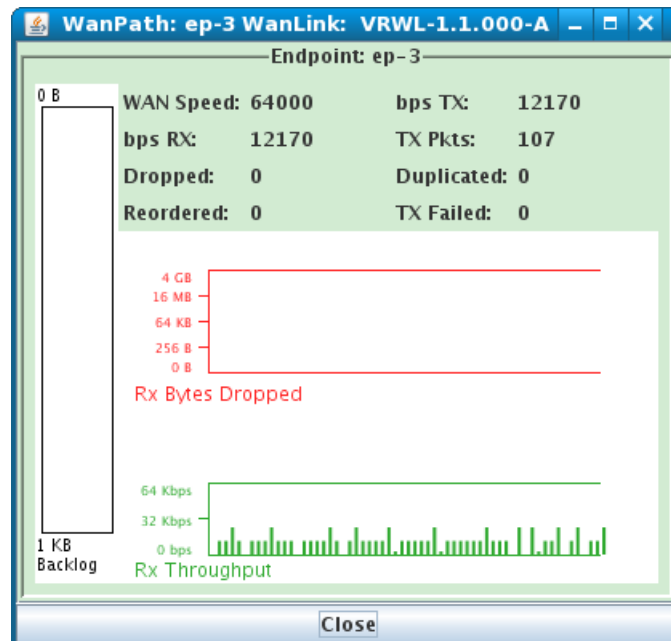 WanPath: ep-3 WanLink: VRWL-1.1.000-A
Endpoint: ep-3
0 B
WAN Speed: 64000 bps TX: 12170
bps RX: 12170 TX Pkts: 107
Dropped: 0 Duplicated: 0
Reordered: 0 TX Failed: 0
4 GB
16 MB
64 KB
256 B
0 B
Rx Bytes Dropped
64 Kbps
32 Kbps
0 bps
Rx Throughput
1 KB
Backlog
Close